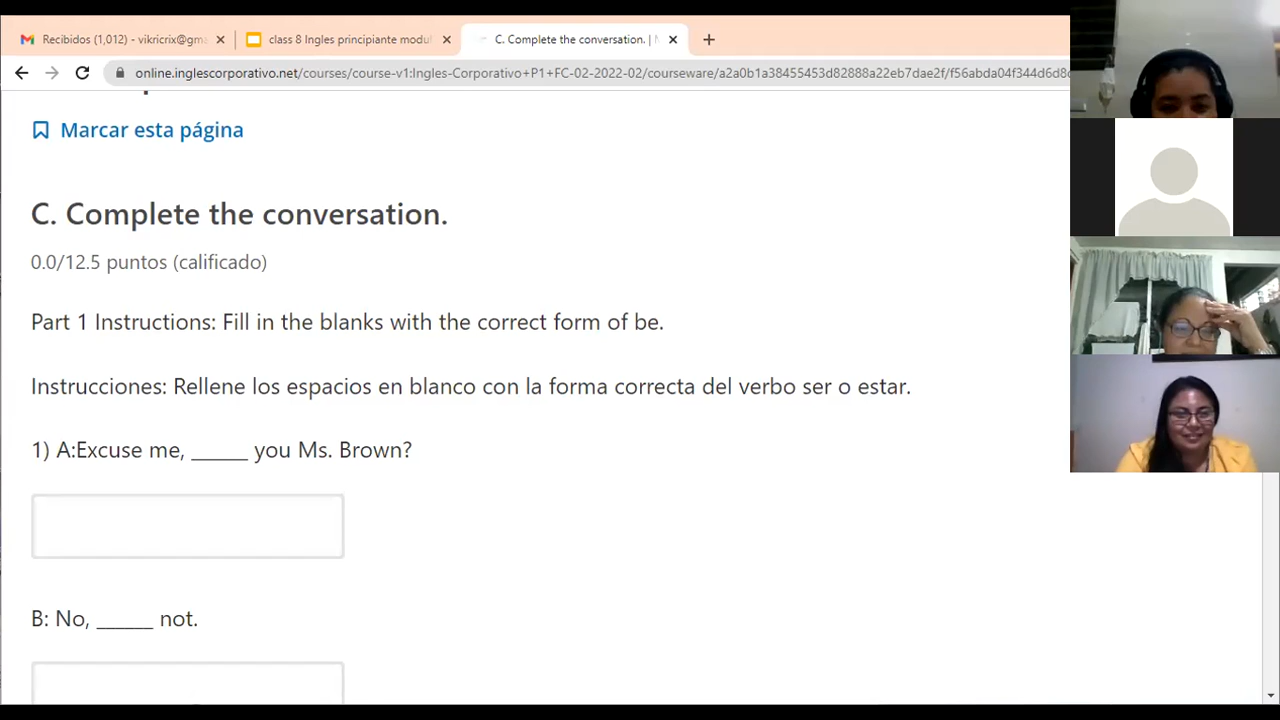 Recibidos (1,012) - vikricrix@gm
class 8 Ingles principiante modul
C. Complete the conversation. |
online.inglescorporativo.net/courses/course-v1:Ingles-Corporativo+P1+FC-02-2022-02/courseware/a2a0b1a38455453d82888a22eb7dae2f/f56abda04f344d6d8
Marcar esta página
C. Complete the conversation.
0.0/12.5 puntos (calificado)
Part 1 Instructions: Fill in the blanks with the correct form of be.
Instrucciones: Rellene los espacios en blanco con la forma correcta del verbo ser o estar.
1) A:Excuse me, _____ you Ms. Brown?
B: No, _____ not.